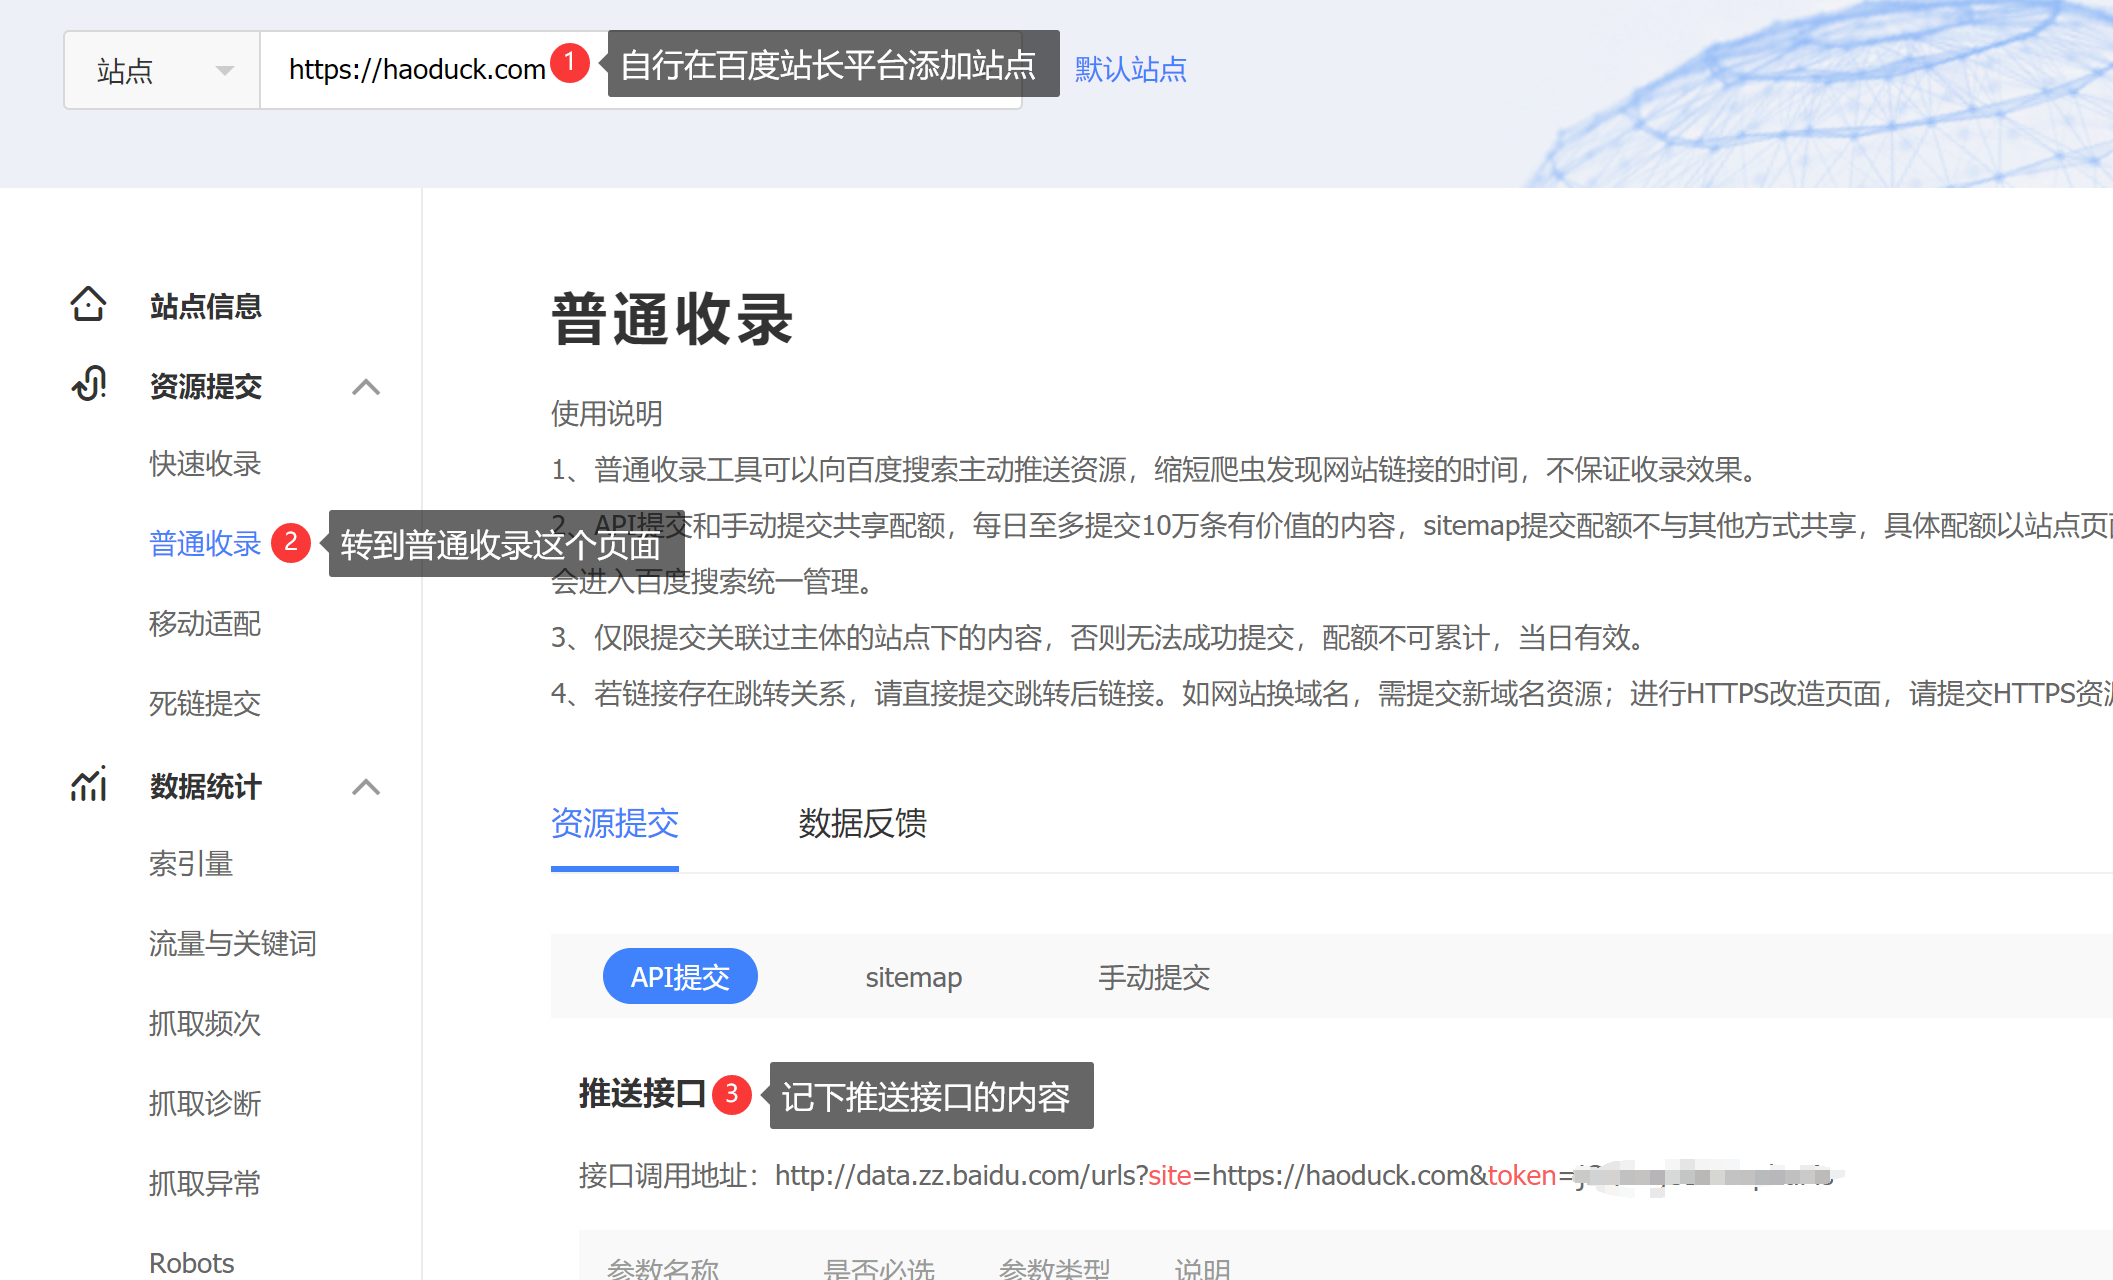 站点
https://haoduck.com
1
自行在百度站长平台添加站点
默认站点
站点信息
资源提交
快速收录
普通收录
2
转到普通收录这个页面
移动适配
死链提交
数据统计
索引量
流量与关键词
抓取频次
抓取诊断
抓取异常
Robots
普通收录
使用说明
1、普通收录工具可以向百度搜索主动推送资源，缩短爬虫发现网站链接的时间，不保证收录效果。
2、API提交和手动提交共享配额，每日至多提交10万条有价值的内容，sitemap提交配额不与其他方式共享，具体配额以站点页
会进入百度搜索统一管理。
3、仅限提交关联过主体的站点下的内容，否则无法成功提交，配额不可累计，当日有效。
4、若链接存在跳转关系，请直接提交跳转后链接。如网站换域名，需提交新域名资源；进行HTTPS改造页面，请提交HTTPS资
资源提交
数据反馈
API提交
sitemap
手动提交
推送接口
3
记下推送接口的内容
接口调用地址：http://data.zz.baidu.com/urls?site=https://haoduck.com&token=
参数名称
是否必选
参数类型
说明